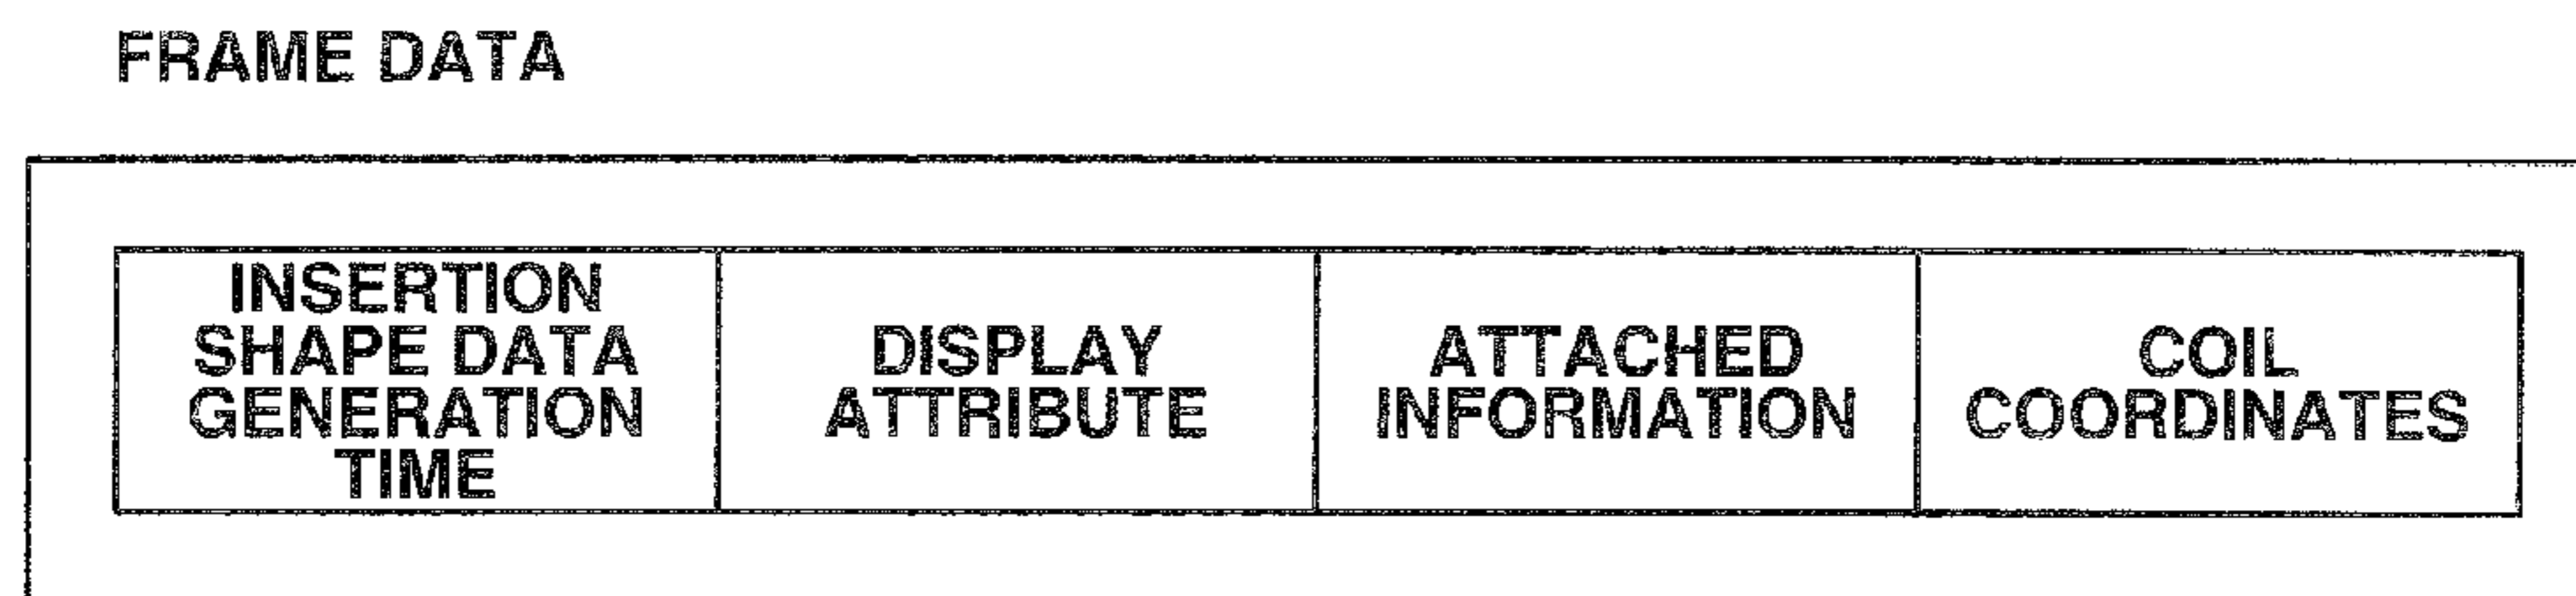 FRAME DATA
INSERTION
SHAPE DATA
GENERATION
TIME
DISPLAY
ATTRIBUTE
ATTACHED
INFORMATION
COIL
COORDINATES